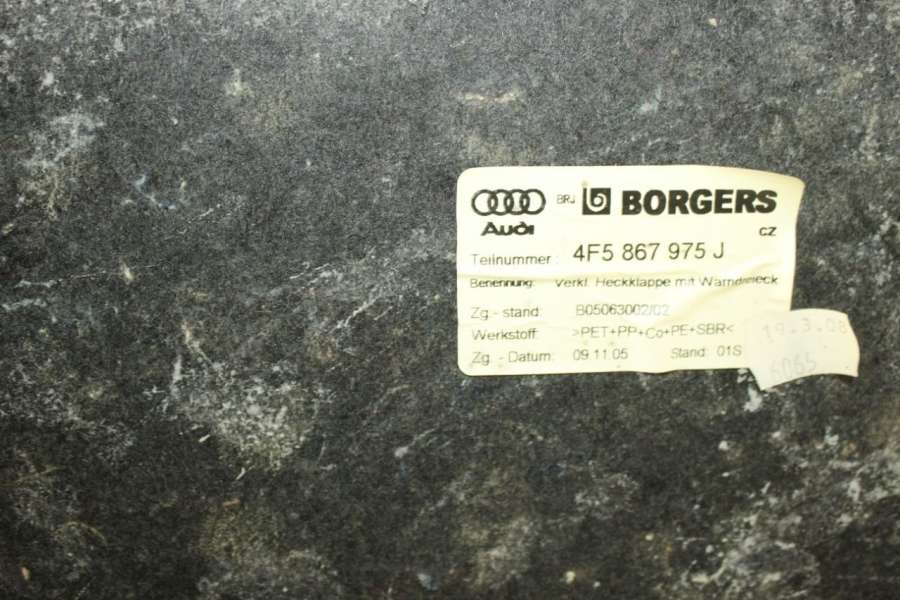 Audi BRJ BORGERS
CZ
Teilnummer: 4F5 867 975 J
Benennung: Verkl. Heckklappe mit Warndreieck
Zg.- stand: B05063002/02
Werkstoff: >PET+PP+Co+PE+SBR<
Zg. - Datum: 09.11.05 Stand: 01S
19.3.08
6065